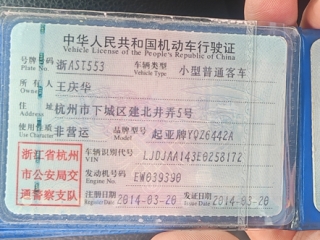 中华人民共和国机动车行驶证
Vehicle License of the People's Republic of China
号牌号码 浙AST553 车辆类型 小型普通客车
Plate No. Vehicle Type
所有人 王庆华
Owner
住址 杭州市下城区建北井弄5号
Address
使用性质 非营运 品牌型号 起亚牌YQZ6442A
Use Character Model
浙江省杭州市公安局交通警察支队
车辆识别代号 LJDJAA143E0258172
VIN
发动机号码 EW039390
Engine No.
注册日期 2014-03-20 发证日期 2014-03-20
Register Date Issue Date